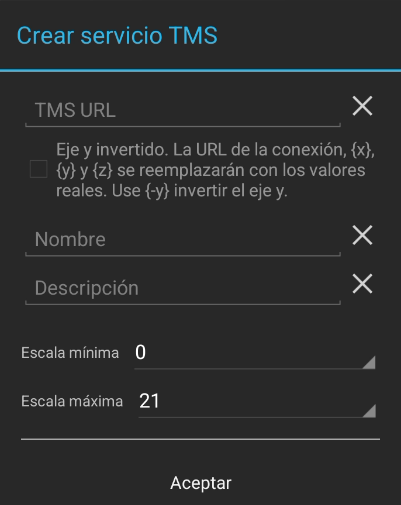 Crear servicio TMS
TMS URL
Eje y invertido. La URL de la conexión, {x},
{y} y {z} se reemplazarán con los valores
reales. Use {-y} invertir el eje y.
Nombre
Descripción
Escala mínima 0
Escala máxima 21
Aceptar